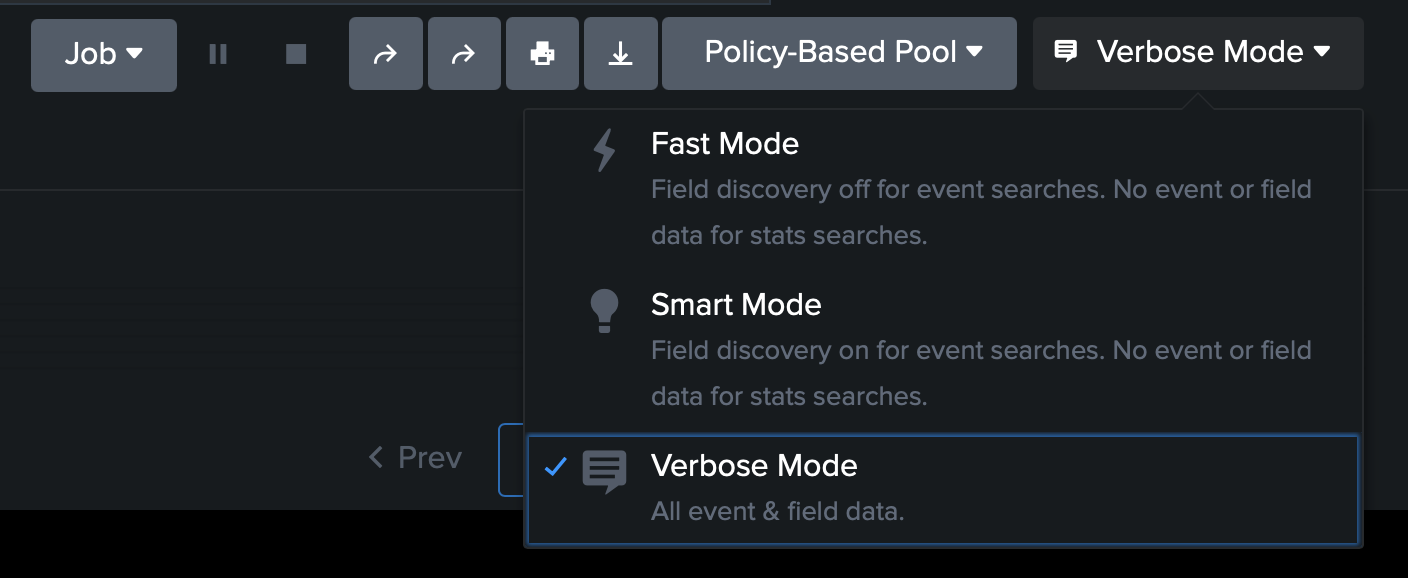 Job
Policy-Based Pool
Verbose Mode
Fast Mode
Field discovery off for event searches. No event or field
data for stats searches.
Smart Mode
Field discovery on for event searches. No event or field
data for stats searches.
Prev
Verbose Mode
All event & field data.